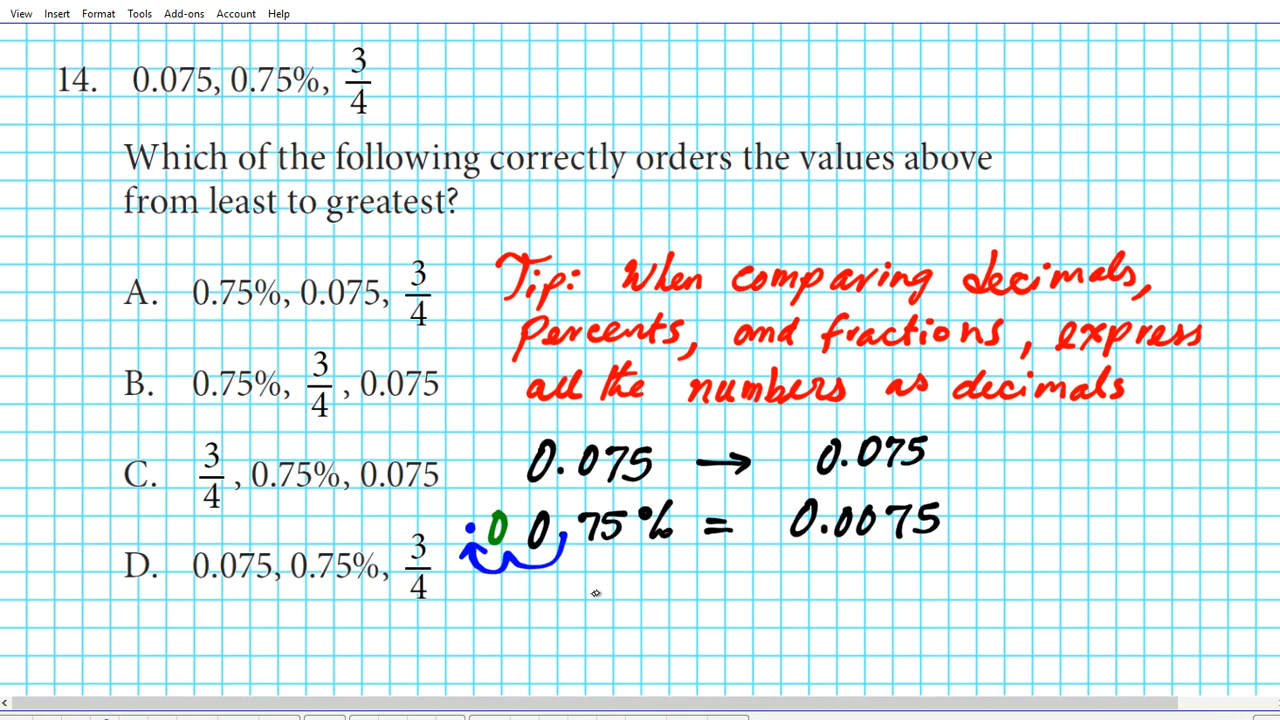 View Insert Format Tools Add-ons Account Help
14. 0.075, 0.75%, 3/4
Which of the following correctly orders the values above
from least to greatest?
A. 0.75%, 0.075, 3/4
B. 0.75%, 3/4, 0.075
C. 3/4, 0.75%, 0.075
D. 0.075, 0.75%, 3/4
Tip: When comparing decimals,
percents, and fractions, express
all the numbers as decimals
0.075 → 0.075
.0 0.75% = 0.0075